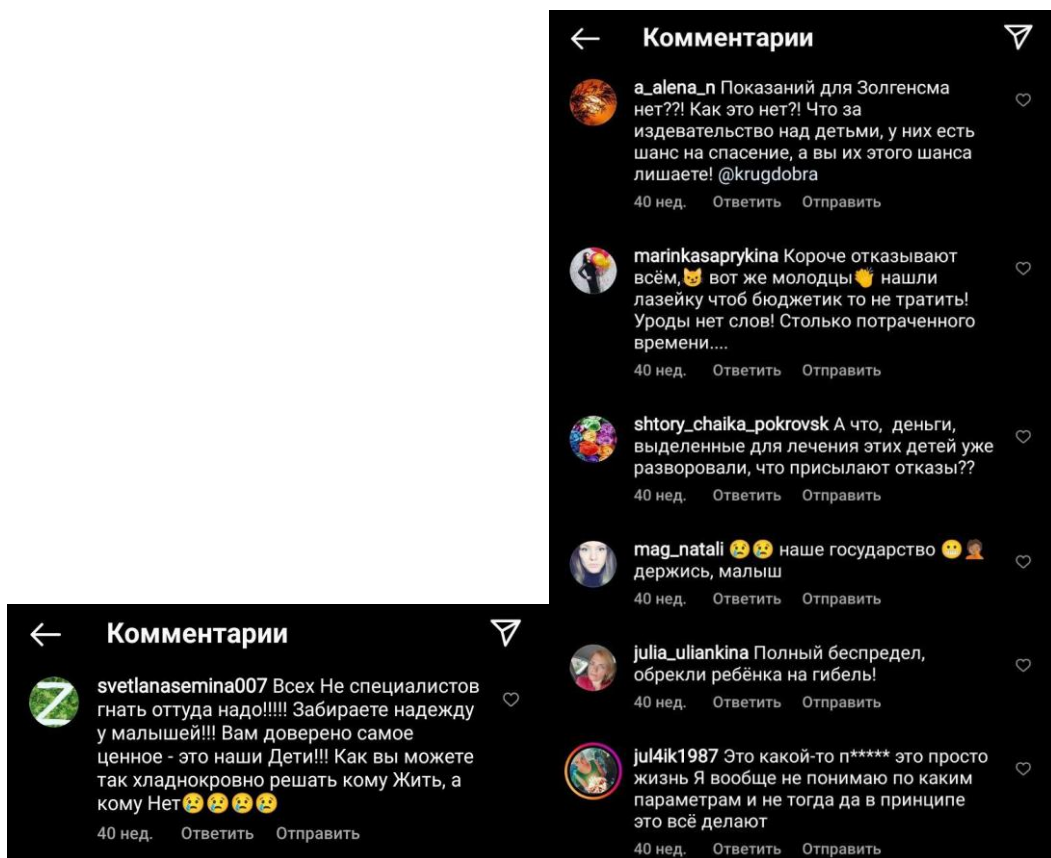 Комментарии
a_alena_n Показаний для Золгенсма
нет??! Как это нет?! Что за
издевательство над детьми, у них есть
шанс на спасение, а вы их этого шанса
лишаете! @krugdobra
40 нед. Ответить Отправить
marinkasaprykina Короче отказывают
всём,😼 вот же молодцы👏 нашли
лазейку чтоб бюджетик то не тратить!
Уроды нет слов! Столько потраченного
времени....
40 нед. Ответить Отправить
shtory_chaika_pokrovsk А что, деньги,
выделенные для лечения этих детей уже
разворовали, что присылают отказы??
40 нед. Ответить Отправить
mag_natali 😢😢 наше государство 😬🤦🏽
держись, малыш
40 нед. Ответить Отправить
julia_uliankina Полный беспредел,
обрекли ребёнка на гибель!
40 нед. Ответить Отправить
jul4ik1987 Это какой-то п***** это просто
жизнь Я вообще не понимаю по каким
параметрам и не тогда да в принципе
это всё делают
40 нед. Ответить Отправить
Комментарии
svetlanasemina007 Всех Не специалистов
гнать оттуда надо!!!!! Забираете надежду
у малышей!!! Вам доверено самое
ценное - это наши Дети!!! Как вы можете
так хладнокровно решать кому Жить, а
кому Нет😢😢😢😢
40 нед. Ответить Отправить